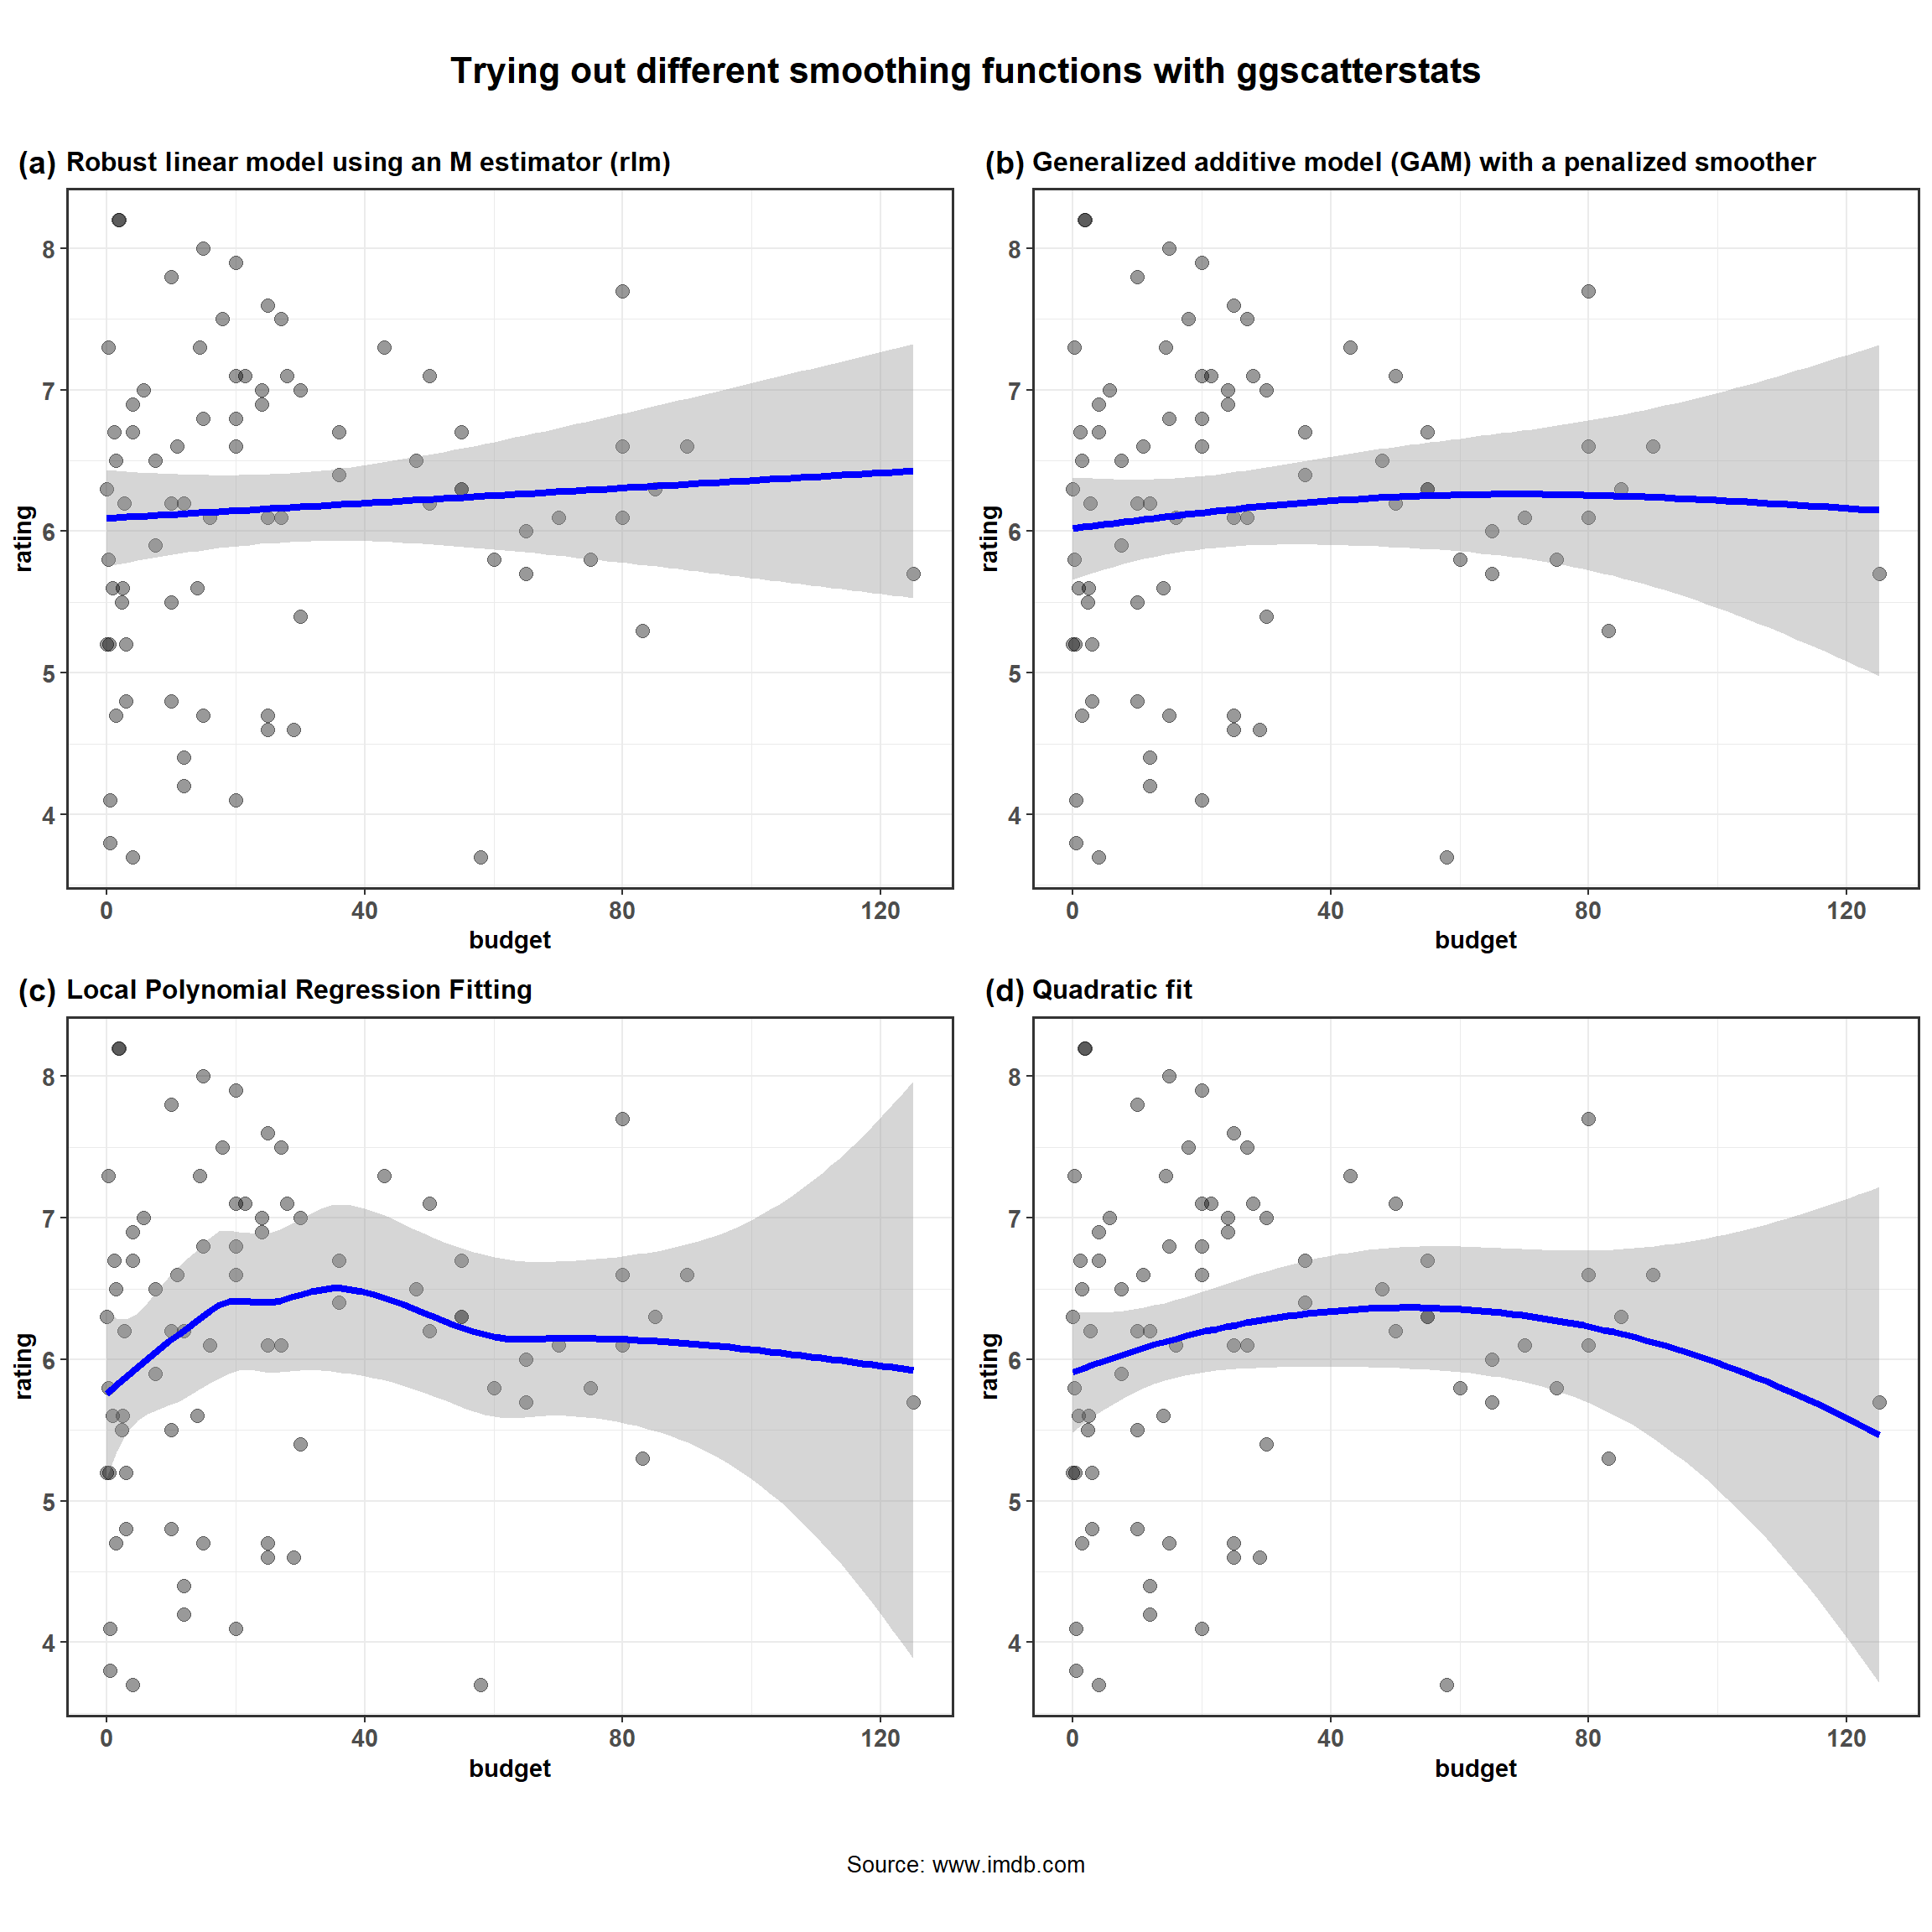 Trying out different smoothing functions with ggscatterstats
(a) Robust linear model using an M estimator (rlm)
8
7
6
5
4
rating
0 40 80 120
budget
(b) Generalized additive model (GAM) with a penalized smoother
8
7
6
5
4
rating
0 40 80 120
budget
(c) Local Polynomial Regression Fitting
8
7
6
5
4
rating
0 40 80 120
budget
(d) Quadratic fit
8
7
6
5
4
rating
0 40 80 120
budget
Source: www.imdb.com